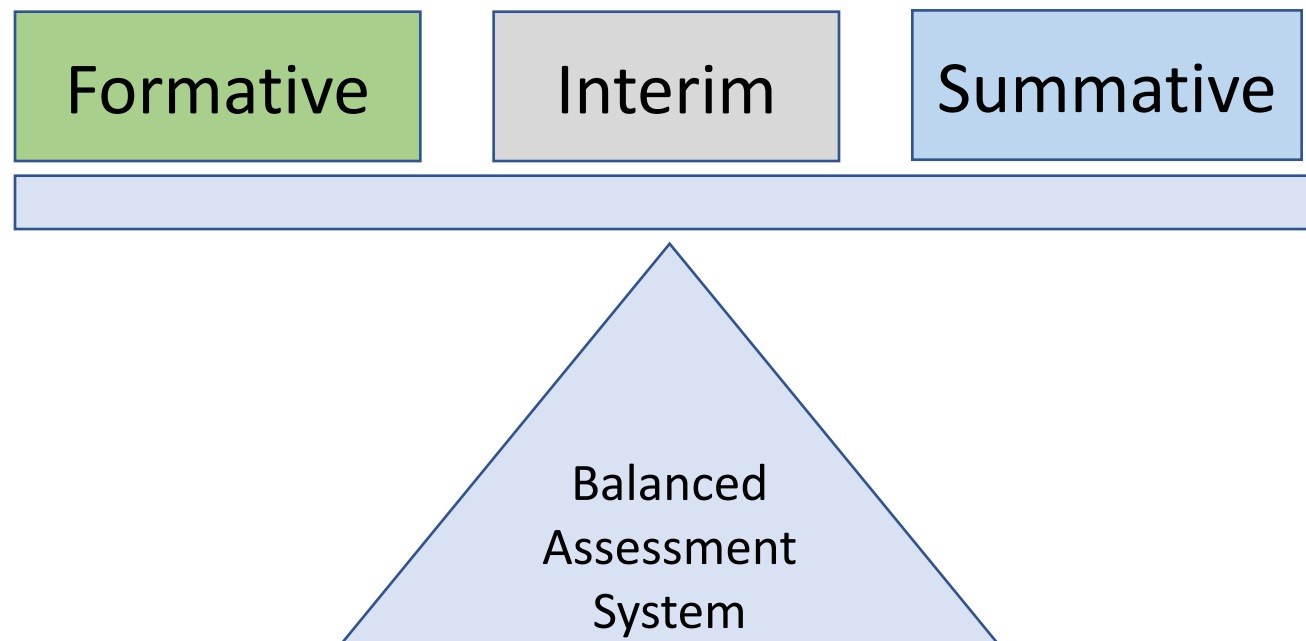 Formative
Interim
Summative
Balanced
Assessment
System